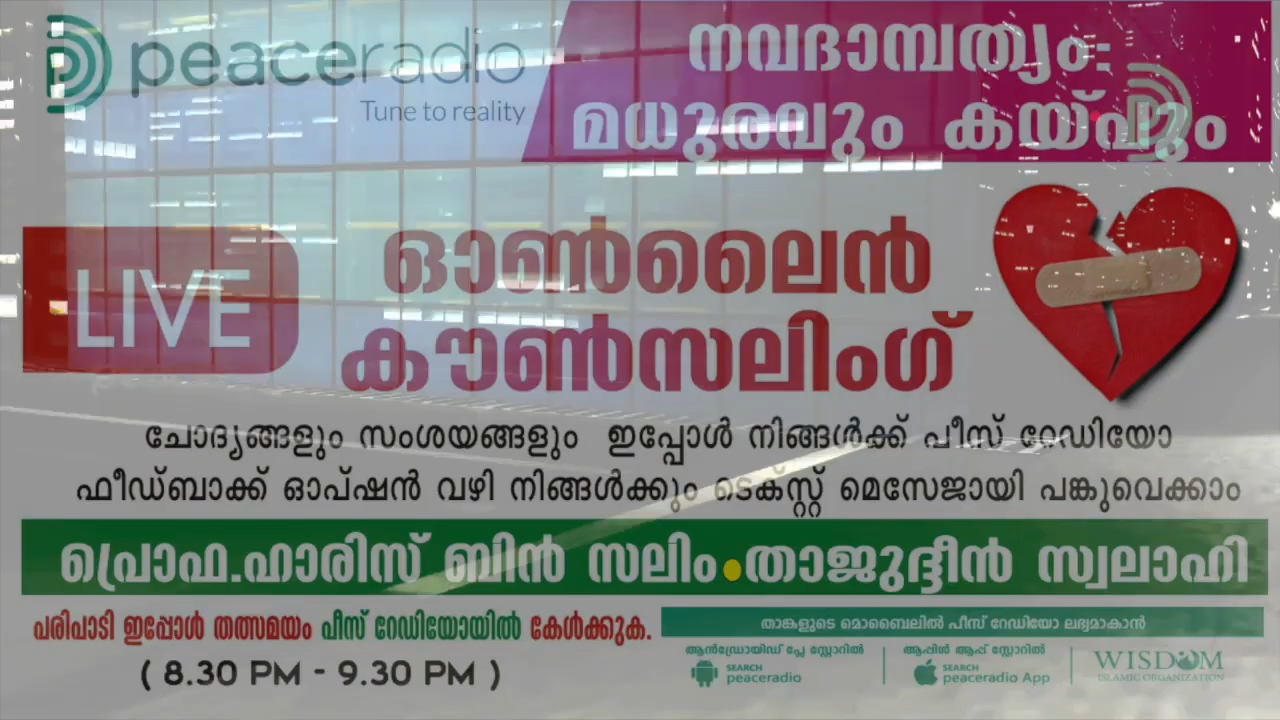 peaceradio
Tune to reality
നവദാമ്പത്യം:
മധുരവും കയ്പും
LIVE
ഓൺലൈൻ
കൗൺസലിംഗ്
ചോദ്യങ്ങളും സംശയങ്ങളും ഇപ്പോൾ നിങ്ങൾക്ക് പീസ് റേഡിയോ
ഫീഡ്ബാക്ക് ഓപ്ഷൻ വഴി നിങ്ങൾക്കും ടെക്സ്റ്റ് മെസേജായി പങ്കുവെക്കാം
പ്രൊഫ.ഹാരിസ് ബിൻ സലിം.താജുദ്ദീൻ സ്വലാഹി
പരിപാടി ഇപ്പോൾ തത്സമയം പീസ് റേഡിയോയിൽ കേൾക്കുക.
( 8.30 PM - 9.30 PM )
താങ്കളുടെ മൊബൈലിൽ പീസ് റേഡിയോ ലഭ്യമാകാൻ
ആൻഡ്രോയിഡ് പ്ലേ സ്റ്റോറിൽ
SEARCH
peaceradio
ആപ്പിൾ ആപ്പ് സ്റ്റോറിൽ
SEARCH
peaceradio App
WISDOM
ISLAMIC ORGANIZATION